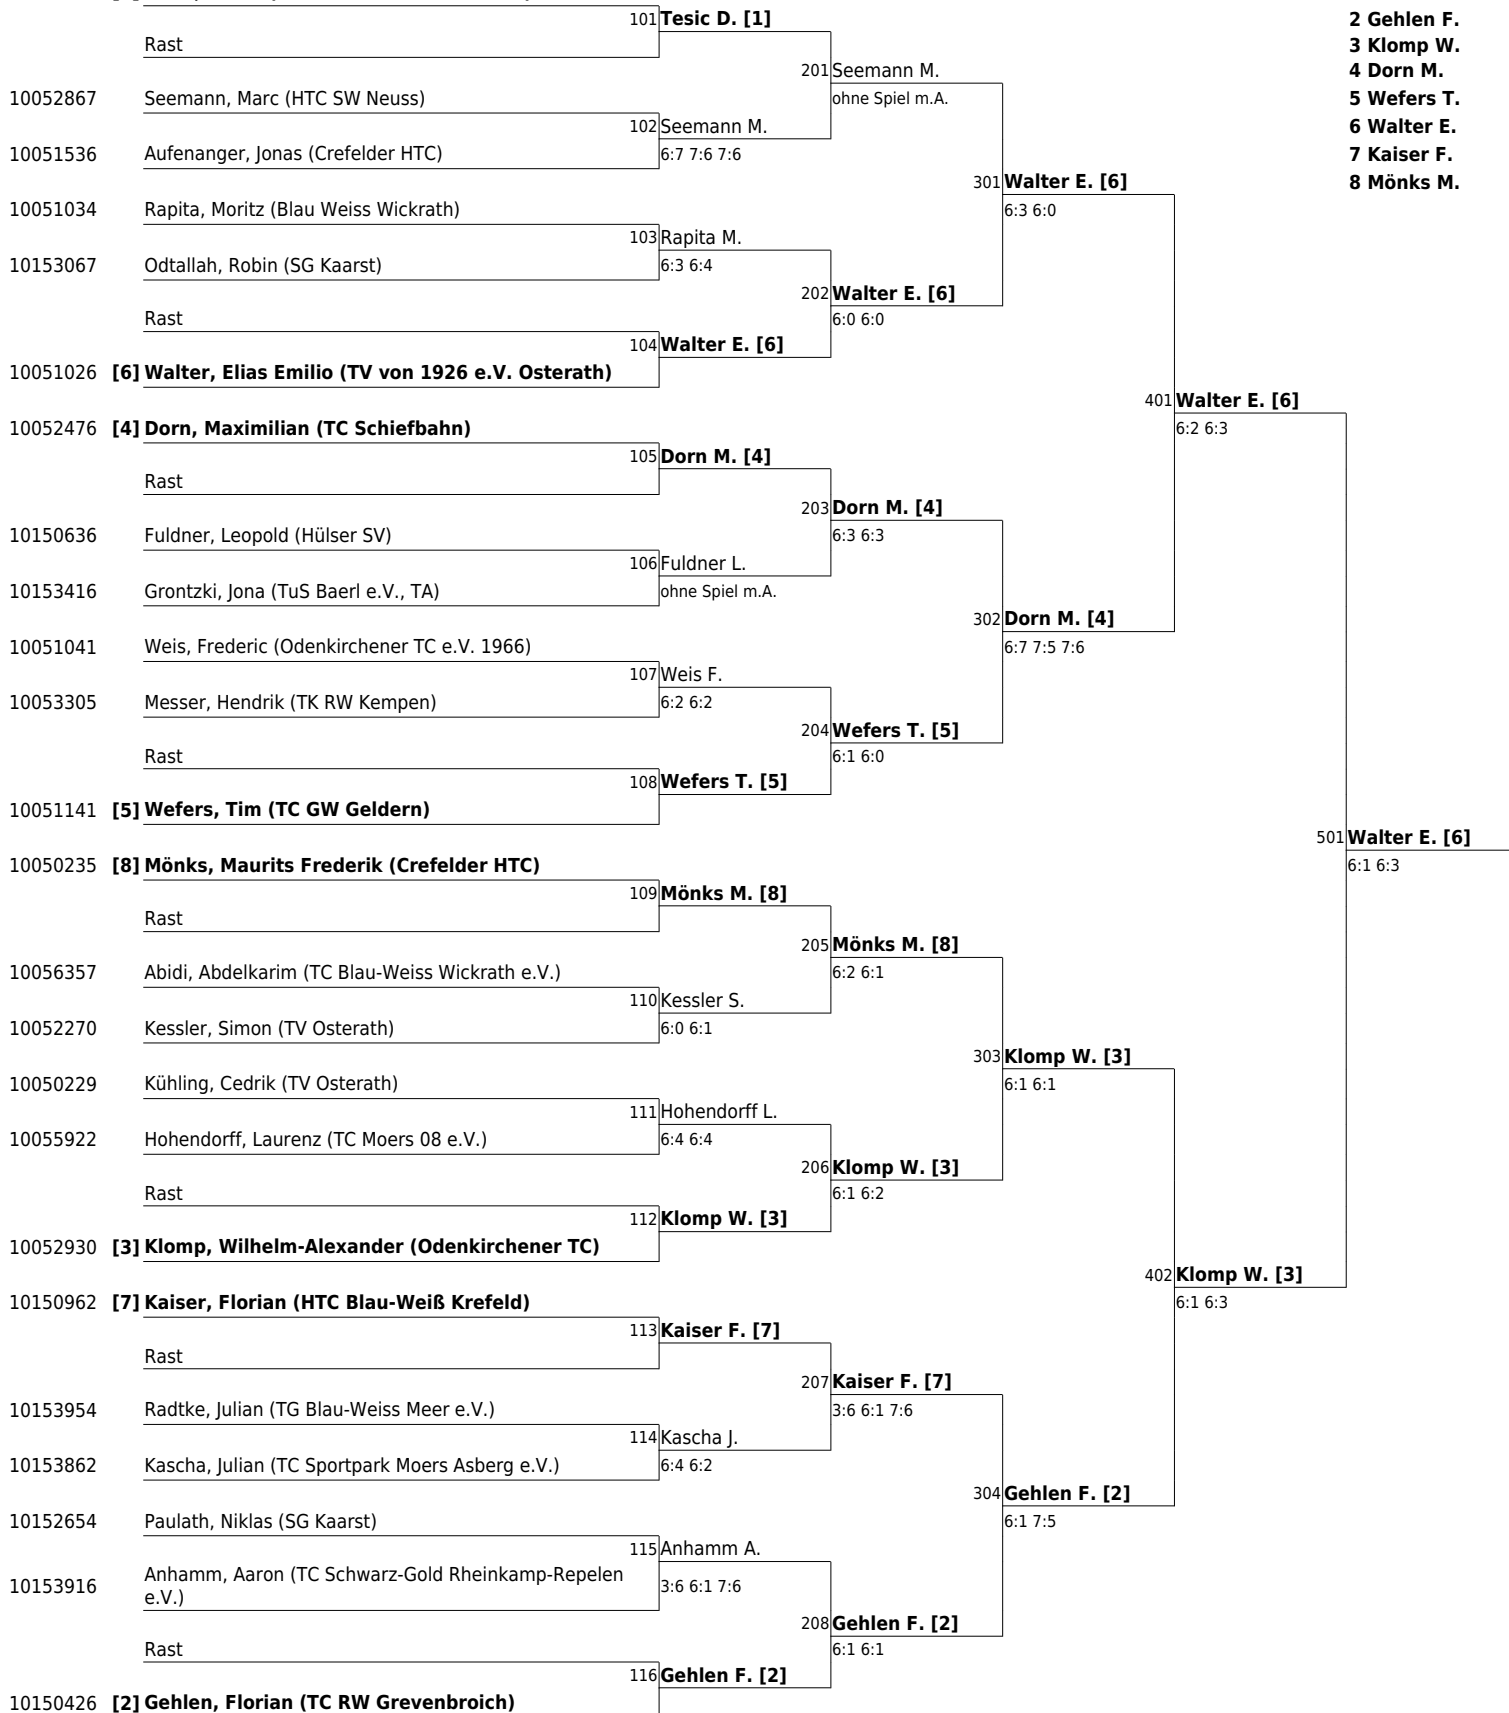 101 Tesic D. [1]
2 Gehlen F.
Rast
3 Klomp W.
201 Seemann M.
4 Dorn M.
10052867 Seemann, Marc (HTC SW Neuss)
ohne Spiel m.A.
5 Wefers T.
102 Seemann M.
6 Walter E.
10051536 Aufenanger, Jonas (Crefelder HTC)
6:7 7:6 7:6
7 Kaiser F.
301 Walter E. [6]
8 Mönks M.
10051034 Rapita, Moritz (Blau Weiss Wickrath)
6:3 6:0
103 Rapita M.
10153067 Odtallah, Robin (SG Kaarst)
6:3 6:4
202 Walter E. [6]
Rast
6:0 6:0
104 Walter E. [6]
10051026 [6] Walter, Elias Emilio (TV von 1926 e.V. Osterath)
401 Walter E. [6]
10052476 [4] Dorn, Maximilian (TC Schiefbahn)
6:2 6:3
105 Dorn M. [4]
Rast
203 Dorn M. [4]
10150636 Fuldner, Leopold (Hülser SV)
6:3 6:3
106 Fuldner L.
10153416 Grontzki, Jona (TuS Baerl e.V., TA)
ohne Spiel m.A.
302 Dorn M. [4]
10051041 Weis, Frederic (Odenkirchener TC e.V. 1966)
6:7 7:5 7:6
107 Weis F.
10053305 Messer, Hendrik (TK RW Kempen)
6:2 6:2
204 Wefers T. [5]
Rast
6:1 6:0
108 Wefers T. [5]
10051141 [5] Wefers, Tim (TC GW Geldern)
501 Walter E. [6]
10050235 [8] Mönks, Maurits Frederik (Crefelder HTC)
6:1 6:3
109 Mönks M. [8]
Rast
205 Mönks M. [8]
10056357 Abidi, Abdelkarim (TC Blau-Weiss Wickrath e.V.)
6:2 6:1
110 Kessler S.
10052270 Kessler, Simon (TV Osterath)
6:0 6:1
303 Klomp W. [3]
10050229 Kühling, Cedrik (TV Osterath)
6:1 6:1
111 Hohendorff L.
10055922 Hohendorff, Laurenz (TC Moers 08 e.V.)
6:4 6:4
206 Klomp W. [3]
Rast
6:1 6:2
112 Klomp W. [3]
10052930 [3] Klomp, Wilhelm-Alexander (Odenkirchener TC)
402 Klomp W. [3]
10150962 [7] Kaiser, Florian (HTC Blau-Weiß Krefeld)
6:1 6:3
113 Kaiser F. [7]
Rast
207 Kaiser F. [7]
10153954 Radtke, Julian (TG Blau-Weiss Meer e.V.)
3:6 6:1 7:6
114 Kascha J.
10153862 Kascha, Julian (TC Sportpark Moers Asberg e.V.)
6:4 6:2
304 Gehlen F. [2]
10152654 Paulath, Niklas (SG Kaarst)
6:1 7:5
115 Anhamm A.
10153916 Anhamm, Aaron (TC Schwarz-Gold Rheinkamp-Repelen
e.V.)
3:6 6:1 7:6
208 Gehlen F. [2]
Rast
6:1 6:1
116 Gehlen F. [2]
10150426 [2] Gehlen, Florian (TC RW Grevenbroich)